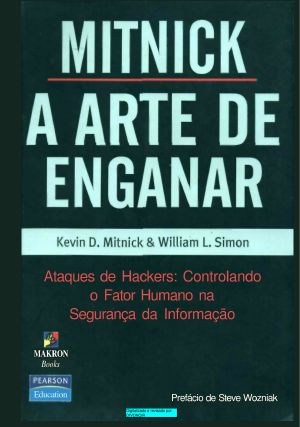 MITNICK
A ARTE DE
ENGANAR
Kevin D. Mitnick & William L. Simon
Ataques de Hackers: Controlando
o Fator Humano na
Segurança da Informação
MAKRON
Books
PEARSON
Education
Prefácio de Steve Wozniak
Digitalizado e revisado por